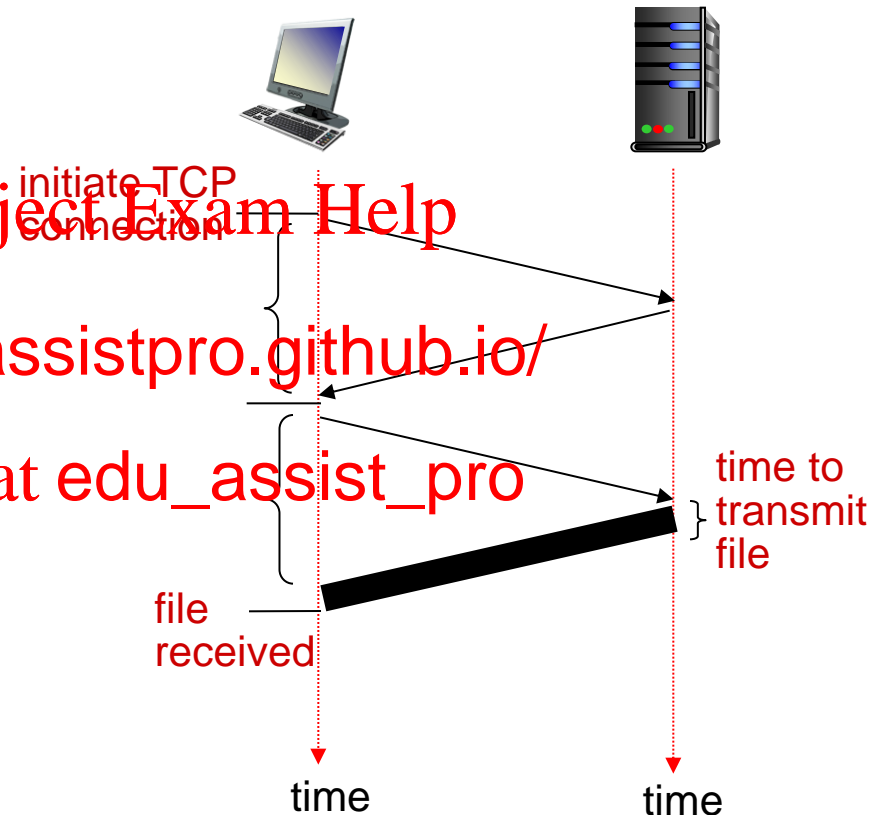 initiate TCP
connection
ject Exam Help
assistpro.github.io/
at edu_assist_pro
time to
transmit
file
file
received
time
time